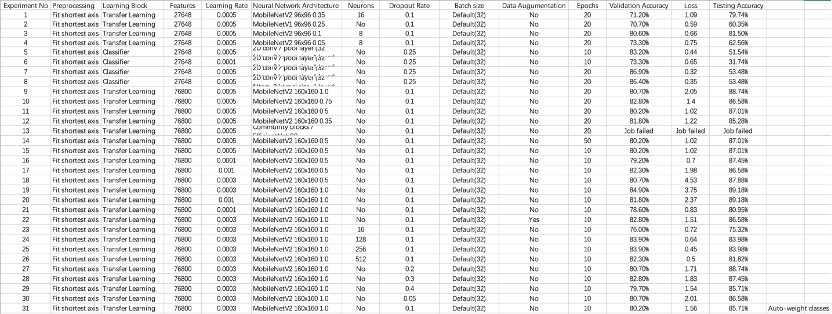 Experiment No Preprocessing Learning Block Features Learning Rate Neural Network Architecture Neurons Dropout Rate Batch size Data Augumentation Epochs Validation Accuracy Loss Testing Accuracy
1 Fit shortest axis Transfer Learning 27648 0.0005 MobileNetV2 96x96 0.35 16 0.1 Default(32) No 20 71.20% 1.09 79.74%
2 Fit shortest axis Transfer Learning 27648 0.0005 MobileNetV1 96x96 0.25 No 0.1 Default(32) No 20 70.70% 0.59 60.35%
3 Fit shortest axis Transfer Learning 27648 0.0005 MobileNetV2 96x96 0.1 8 0.1 Default(32) No 20 80.60% 0.66 81.50%
4 Fit shortest axis Transfer Learning 27648 0.0005 MobileNetV2 96x96 0.05 8 0.1 Default(32) No 20 73.30% 0.75 62.56%
5 Fit shortest axis Classifier 27648 0.0005 No 0.25 Default(32) No 10 83.20% 0.44 51.54%
6 Fit shortest axis Classifier 27648 0.0001 No 0.25 Default(32) No 10 73.30% 0.65 31.74%
7 Fit shortest axis Classifier 27648 0.0005 No 0.25 Default(32) No 20 86.90% 0.32 53.48%
8 Fit shortest axis Classifier 27648 0.0005 No 0.25 Default(32) No 20 86.40% 0.35 53.48%
9 Fit shortest axis Transfer Learning 76800 0.0005 MobileNetV2 160x160 1.0 No 0.1 Default(32) No 20 80.70% 2.05 88.74%
10 Fit shortest axis Transfer Learning 76800 0.0005 MobileNetV2 160x160 0.75 No 0.1 Default(32) No 20 82.80% 1.4 86.58%
11 Fit shortest axis Transfer Learning 76800 0.0005 MobileNetV2 160x160 0.5 No 0.1 Default(32) No 20 80.20% 1.02 87.01%
12 Fit shortest axis Transfer Learning 76800 0.0005 MobileNetV2 160x160 0.35 No 0.1 Default(32) No 20 81.80% 1.22 85.28%
13 Fit shortest axis Transfer Learning 76800 0.0005 No 0.1 Default(32) No 20 Job failed Job failed Job failed
14 Fit shortest axis Transfer Learning 76800 0.0005 MobileNetV2 160x160 0.5 No 0.1 Default(32) No 50 80.20% 1.02 87.01%
15 Fit shortest axis Transfer Learning 76800 0.0005 MobileNetV2 160x160 0.5 No 0.1 Default(32) No 10 80.20% 1.02 87.01%
16 Fit shortest axis Transfer Learning 76800 0.0001 MobileNetV2 160x160 0.5 No 0.1 Default(32) No 10 79.20% 0.7 87.45%
17 Fit shortest axis Transfer Learning 76800 0.001 MobileNetV2 160x160 0.5 No 0.1 Default(32) No 10 82.30% 1.98 86.58%
18 Fit shortest axis Transfer Learning 76800 0.0003 MobileNetV2 160x160 0.5 No 0.1 Default(32) No 10 80.70% 4.53 87.88%
19 Fit shortest axis Transfer Learning 76800 0.0003 MobileNetV2 160x160 1.0 No 0.1 Default(32) No 10 84.90% 3.75 89.18%
20 Fit shortest axis Transfer Learning 76800 0.001 MobileNetV2 160x160 1.0 No 0.1 Default(32) No 10 81.80% 2.37 89.18%
21 Fit shortest axis Transfer Learning 76800 0.0001 MobileNetV2 160x160 1.0 No 0.1 Default(32) No 10 78.60% 0.83 80.95%
22 Fit shortest axis Transfer Learning 76800 0.0003 MobileNetV2 160x160 1.0 No 0.1 Default(32) Yes 10 82.80% 1.51 86.58%
23 Fit shortest axis Transfer Learning 76800 0.0003 MobileNetV2 160x160 1.0 16 0.1 Default(32) No 10 76.00% 0.72 75.32%
24 Fit shortest axis Transfer Learning 76800 0.0003 MobileNetV2 160x160 1.0 128 0.1 Default(32) No 10 83.90% 0.64 83.98%
25 Fit shortest axis Transfer Learning 76800 0.0003 MobileNetV2 160x160 1.0 256 0.1 Default(32) No 10 83.90% 0.45 83.98%
26 Fit shortest axis Transfer Learning 76800 0.0003 MobileNetV2 160x160 1.0 512 0.1 Default(32) No 10 82.30% 0.5 81.82%
27 Fit shortest axis Transfer Learning 76800 0.0003 MobileNetV2 160x160 1.0 No 0.2 Default(32) No 10 80.70% 1.71 88.74%
28 Fit shortest axis Transfer Learning 76800 0.0003 MobileNetV2 160x160 1.0 No 0.3 Default(32) No 10 82.80% 1.83 87.45%
29 Fit shortest axis Transfer Learning 76800 0.0003 MobileNetV2 160x160 1.0 No 0.4 Default(32) No 10 79.70% 1.54 85.71%
30 Fit shortest axis Transfer Learning 76800 0.0003 MobileNetV2 160x160 1.0 No 0.05 Default(32) No 10 80.70% 2.01 86.58%
31 Fit shortest axis Transfer Learning 76800 0.0003 MobileNetV2 160x160 1.0 No 0.1 Default(32) No 10 80.20% 1.56 85.71% Auto-weight classes